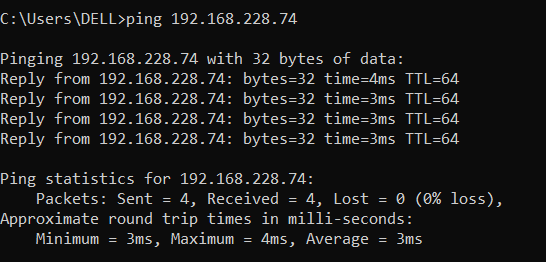 C:\Users\DELL>ping 192.168.228.74
Pinging 192.168.228.74 with 32 bytes of data:
Reply from 192.168.228.74: bytes=32 time=4ms TTL=64
Reply from 192.168.228.74: bytes=32 time=3ms TTL=64
Reply from 192.168.228.74: bytes=32 time=3ms TTL=64
Reply from 192.168.228.74: bytes=32 time=3ms TTL=64
Ping statistics for 192.168.228.74:
Packets: Sent = 4, Received = 4, Lost = 0 (0% loss),
Approximate round trip times in milli-seconds:
Minimum = 3ms, Maximum = 4ms, Average = 3ms